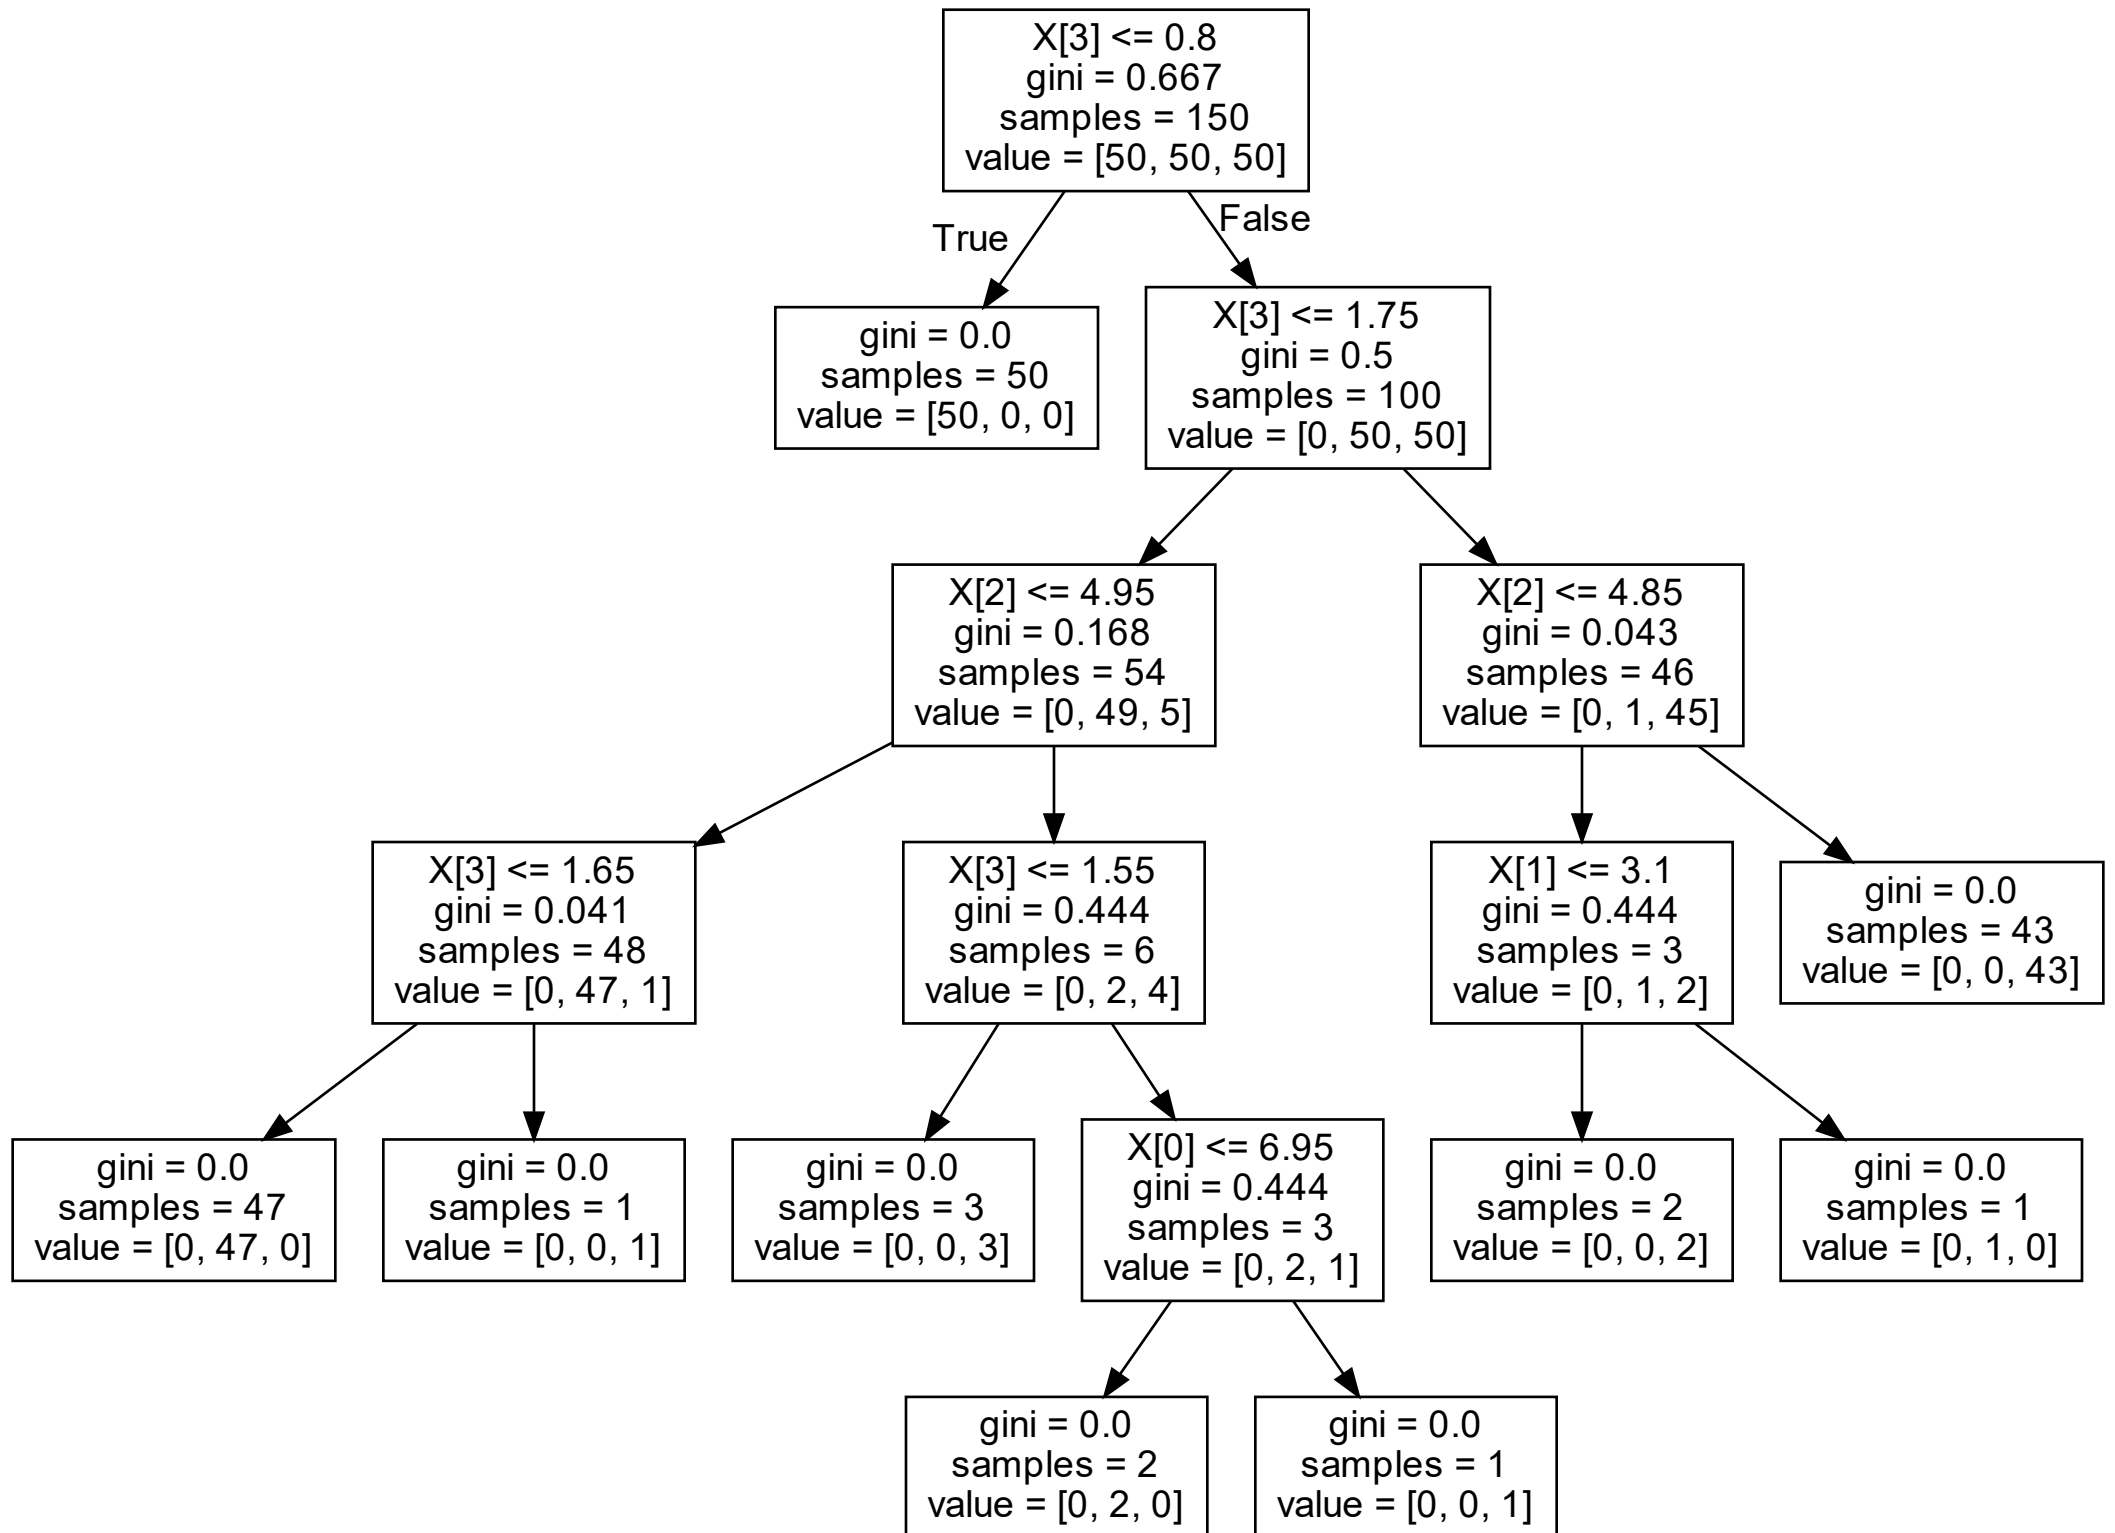 X[3] <= 0.8
gini = 0.667
samples = 150
value = [50, 50, 50]
True
False
gini = 0.0
samples = 50
value = [50, 0, 0]
X[3] <= 1.75
gini = 0.5
samples = 100
value = [0, 50, 50]
X[2] <= 4.95
gini = 0.168
samples = 54
value = [0, 49, 5]
X[2] <= 4.85
gini = 0.043
samples = 46
value = [0, 1, 45]
X[3] <= 1.65
gini = 0.041
samples = 48
value = [0, 47, 1]
X[3] <= 1.55
gini = 0.444
samples = 6
value = [0, 2, 4]
X[1] <= 3.1
gini = 0.444
samples = 3
value = [0, 1, 2]
gini = 0.0
samples = 43
value = [0, 0, 43]
gini = 0.0
samples = 47
value = [0, 47, 0]
gini = 0.0
samples = 1
value = [0, 0, 1]
gini = 0.0
samples = 3
value = [0, 0, 3]
X[0] <= 6.95
gini = 0.444
samples = 3
value = [0, 2, 1]
gini = 0.0
samples = 2
value = [0, 0, 2]
gini = 0.0
samples = 1
value = [0, 1, 0]
gini = 0.0
samples = 2
value = [0, 2, 0]
gini = 0.0
samples = 1
value = [0, 0, 1]